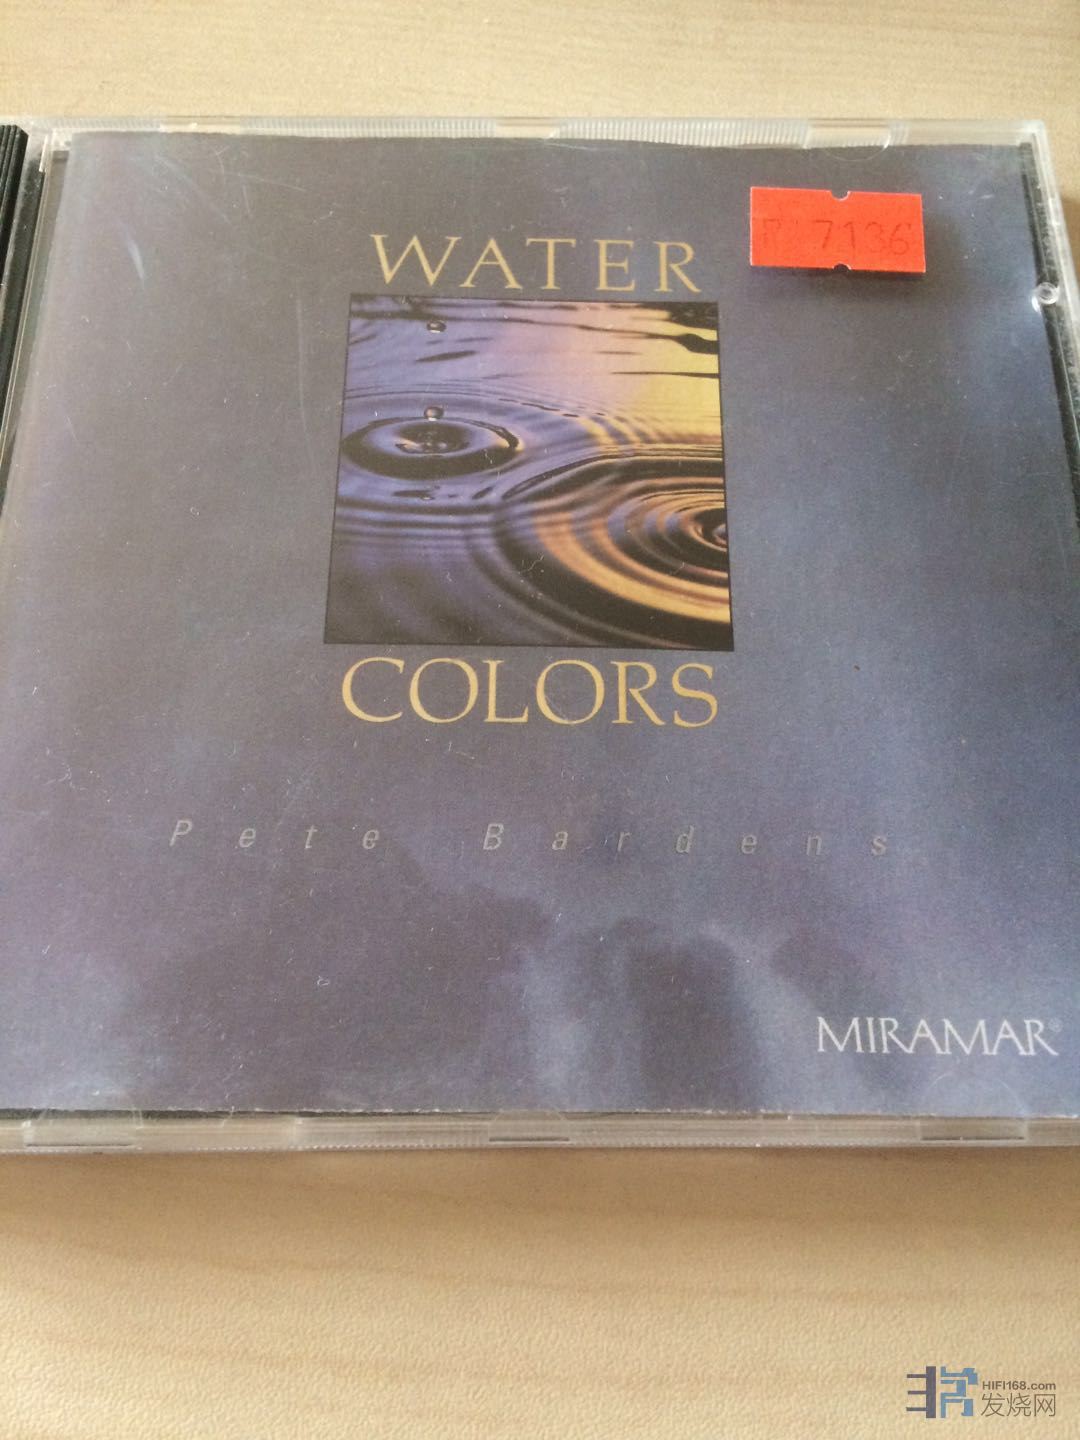 WATER
7136
COLORS
Pete Bardens
MIRAMAR®
HIFI168.com
发烧网